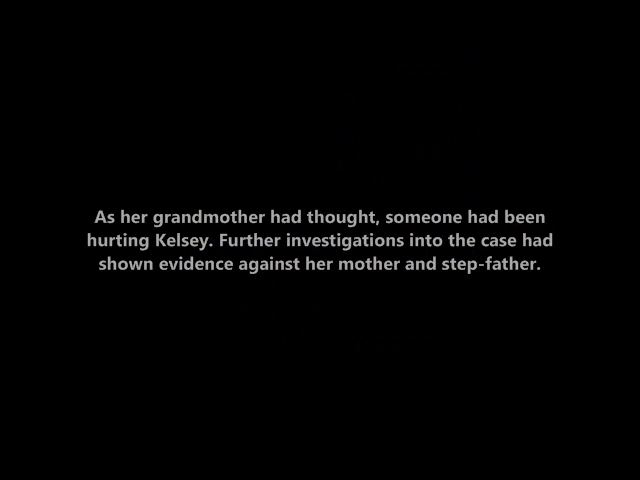 As her grandmother had thought, someone had been
hurting Kelsey. Further investigations into the case had
shown evidence against her mother and step-father.